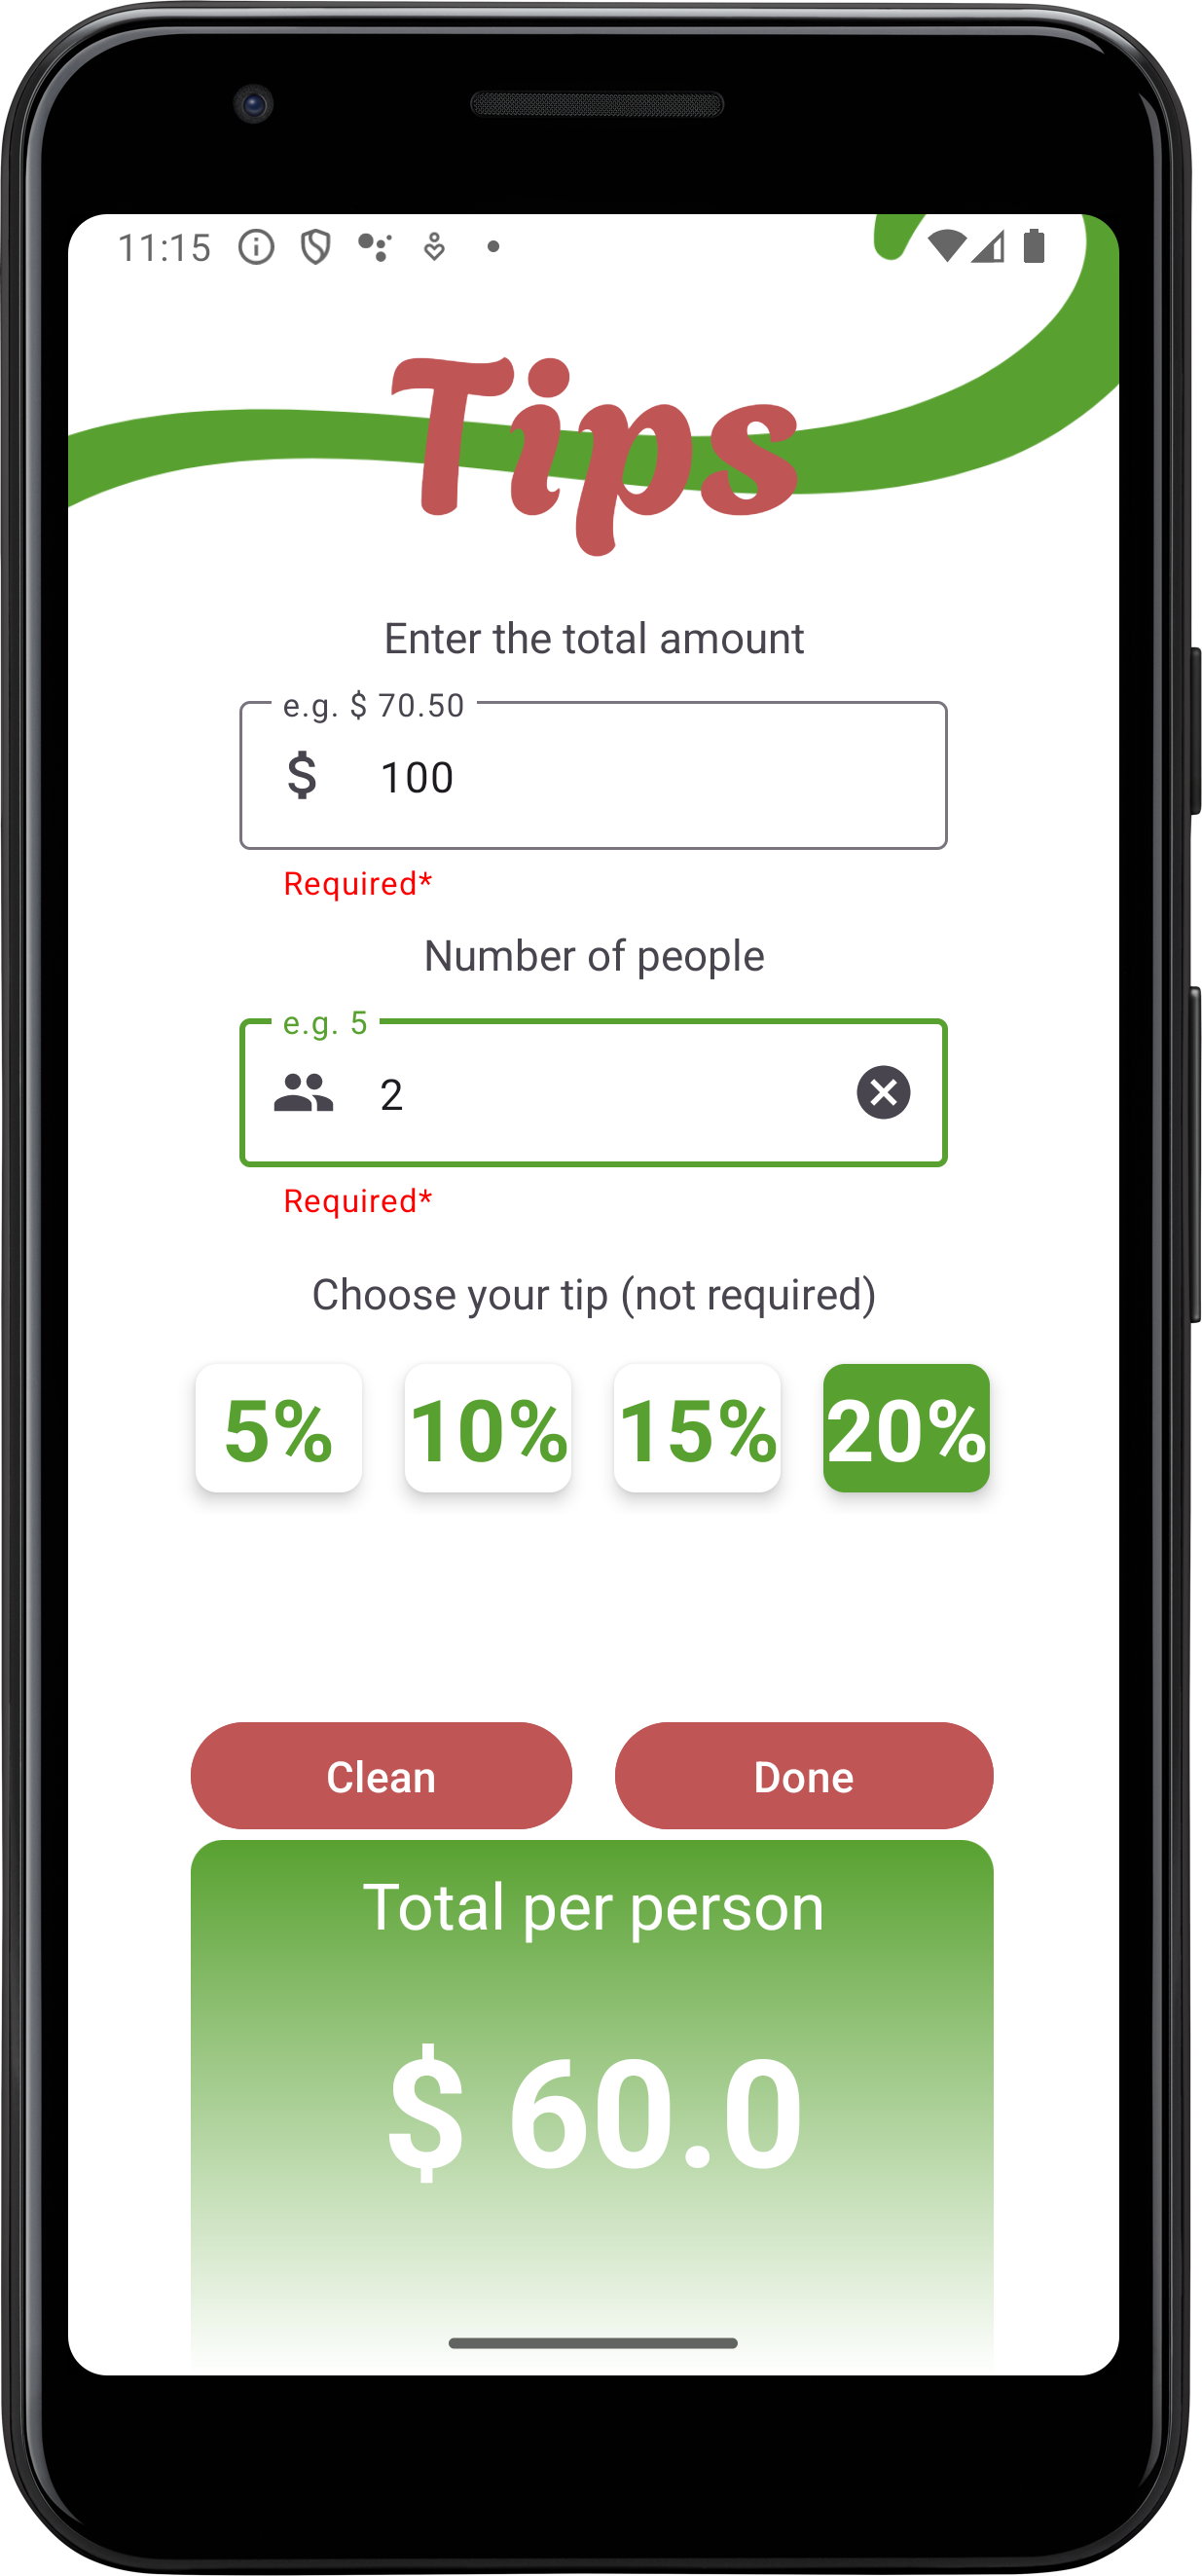 11:15
Tips
Enter the total amount
e.g. $ 70.50
$ 100
Required*
Number of people
e.g. 5
2
Required*
Choose your tip (not required)
5% 10% 15% 20%
Clean Done
Total per person
$ 60.0